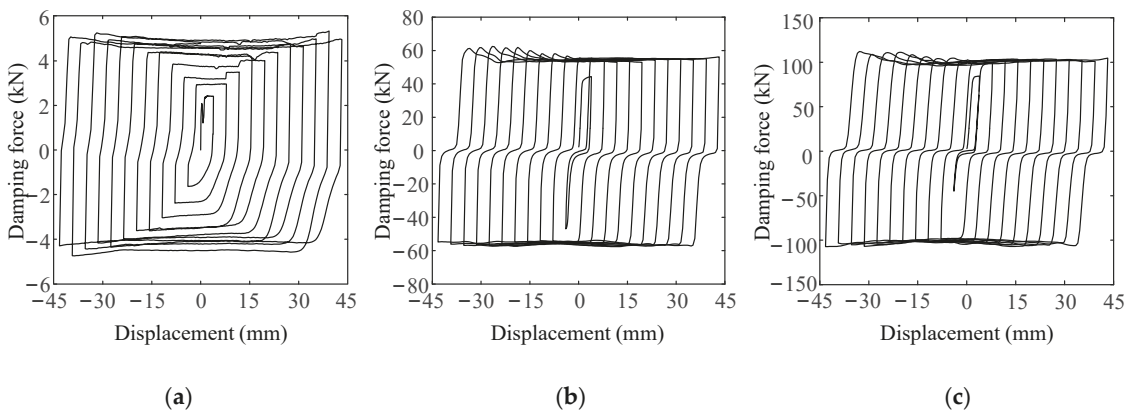 6
4
2
0
−2
−4
−6
−45 −30 −15 0 15 30 45
Damping force (kN)
Displacement (mm)
(a)
80
60
40
20
0
−20
−40
−60
−80
−45 −30 −15 0 15 30 45
Damping force (kN)
Displacement (mm)
(b)
150
100
50
0
−50
−100
−150
−45 −30 −15 0 15 30 45
Damping force (kN)
Displacement (mm)
(c)